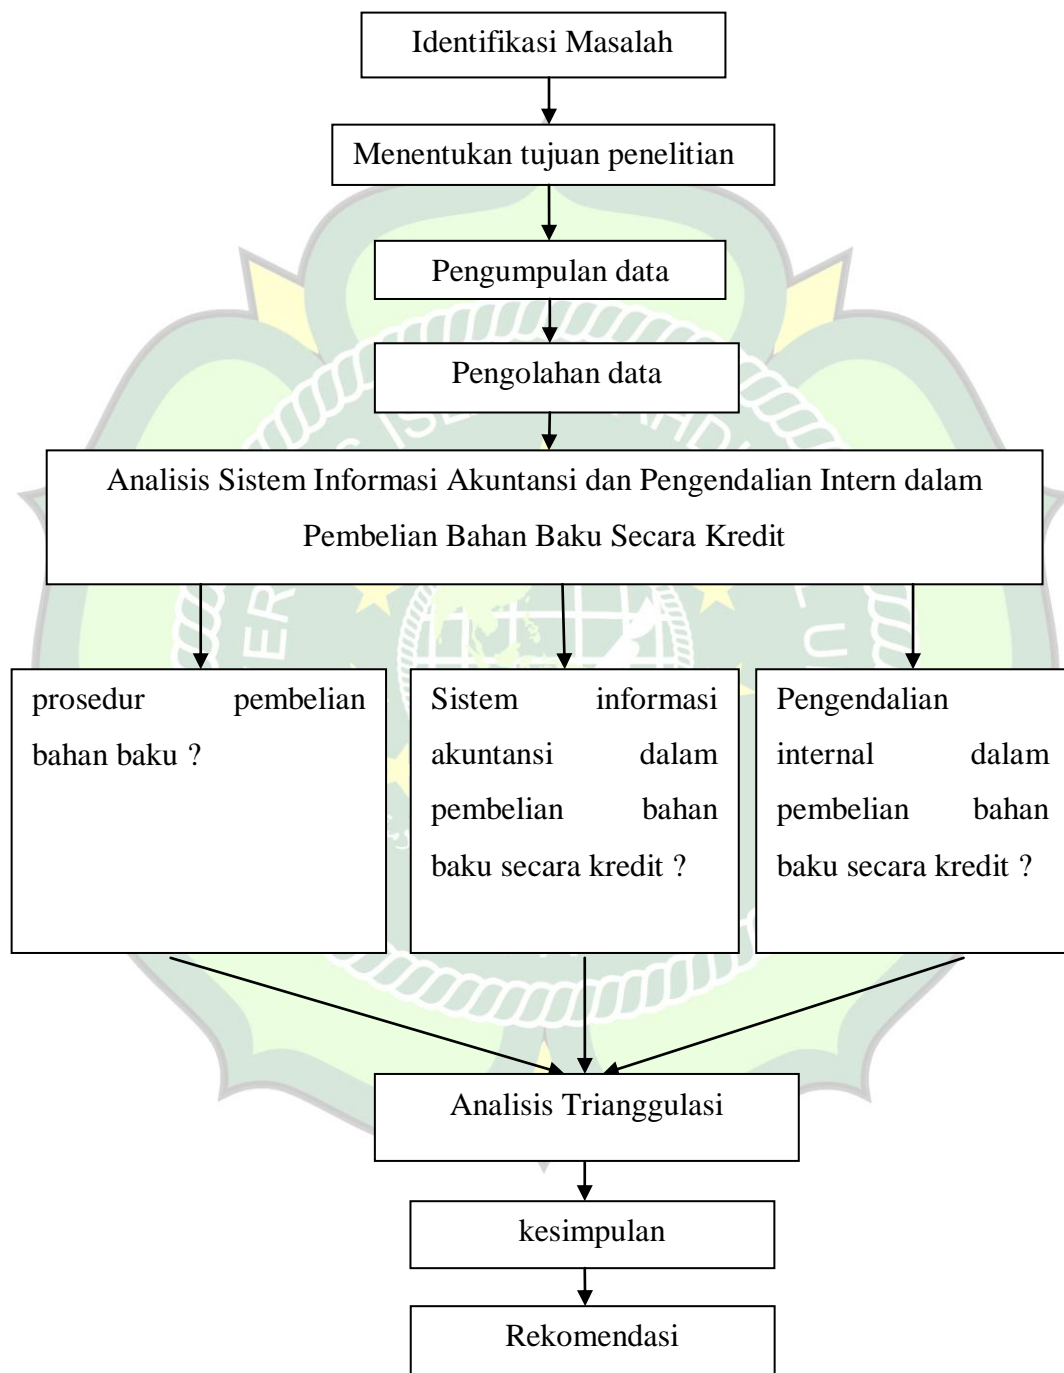 Identifikasi Masalah
Menentukan tujuan penelitian
Pengumpulan data
Pengolahan data
Analisis Sistem Informasi Akuntansi dan Pengendalian Intern dalam
Pembelian Bahan Baku Secara Kredit
prosedur pembelian
bahan baku ?
Sistem informasi
akuntansi dalam
pembelian bahan
baku secara kredit ?
Pengendalian
internal dalam
pembelian bahan
baku secara kredit ?
Analisis Trianggulasi
kesimpulan
Rekomendasi